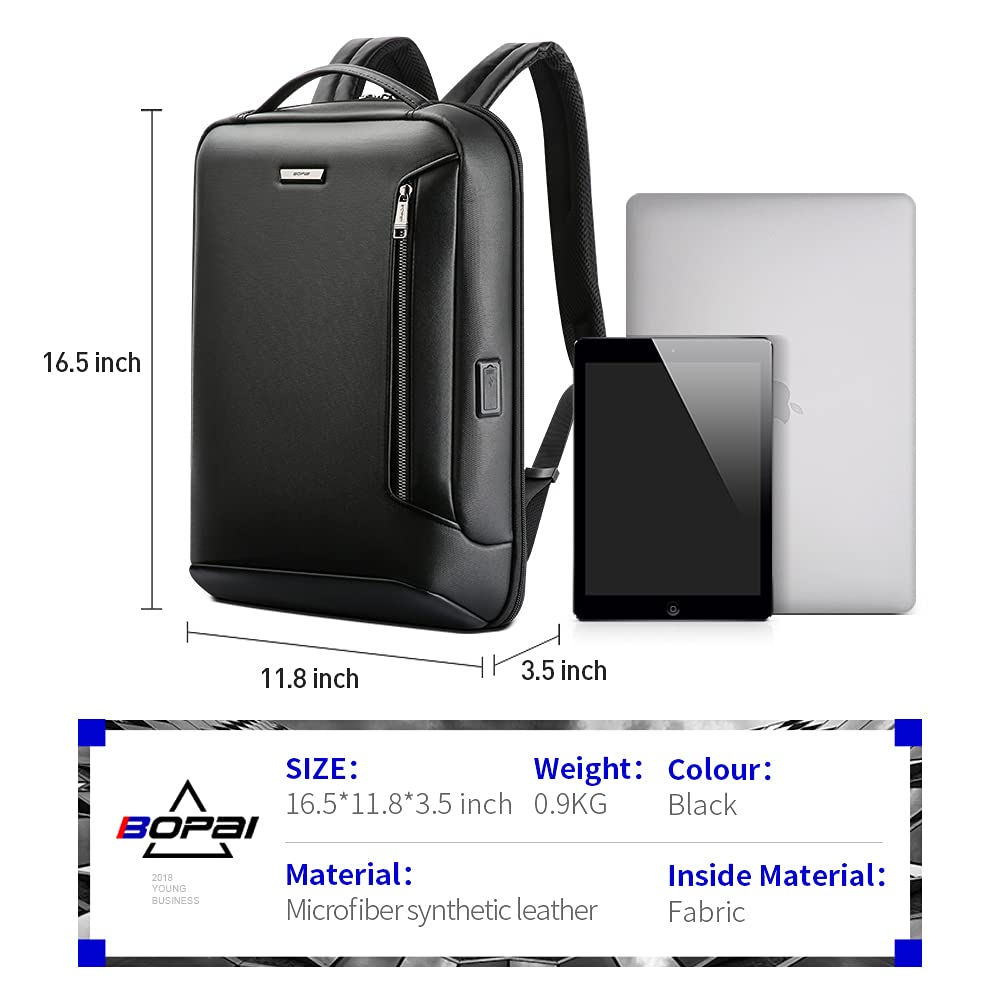 BOPAI
16.5 inch
11.8 inch
3.5 inch
SIZE:
16.5*11.8*3.5 inch
Weight:
0.9KG
Colour:
Black
BOPAI
2018
YOUNG
BUSINESS
Material:
Microfiber synthetic leather
Inside Material:
Fabric